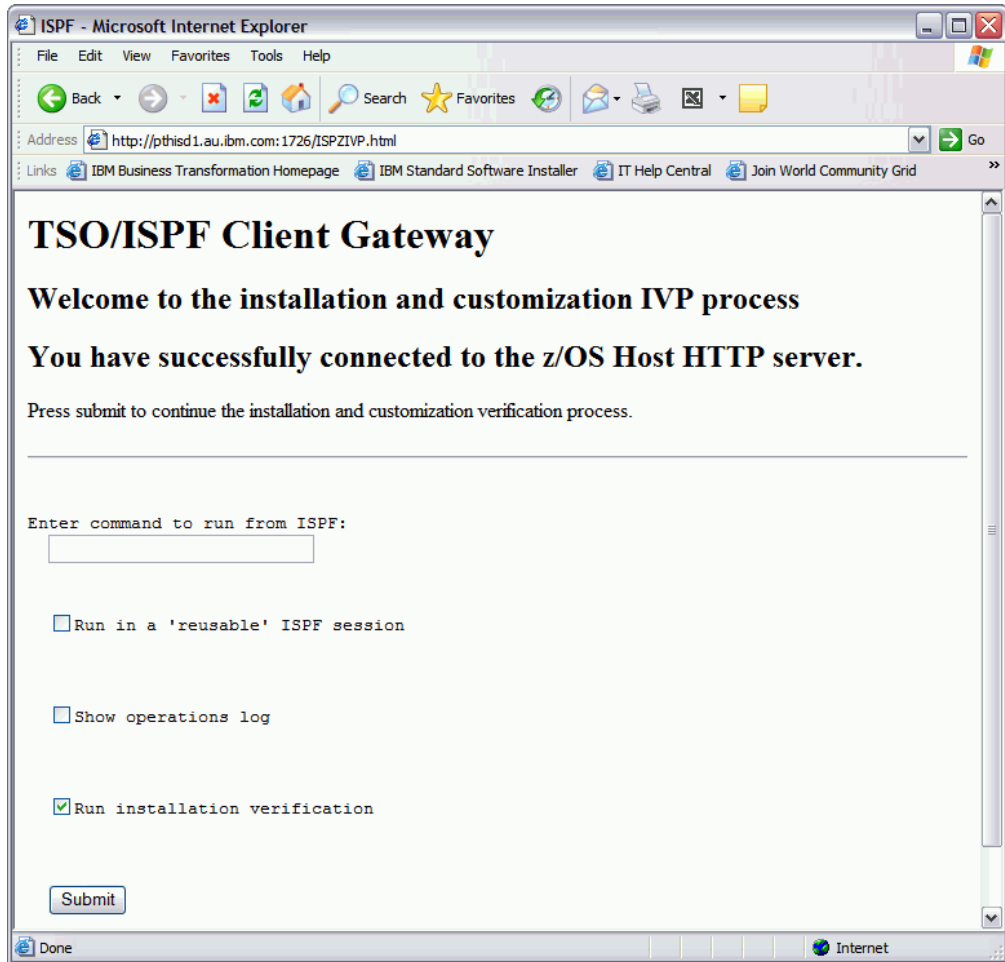 ISPF - Microsoft Internet Explorer
File Edit View Favorites Tools Help
Back Search Favorites
Address http://pthisd1.au.ibm.com:1726/ISPZIVP.html Go
Links IBM Business Transformation Homepage IBM Standard Software Installer IT Help Central Join World Community Grid »
TSO/ISPF Client Gateway
Welcome to the installation and customization IVP process
You have successfully connected to the z/OS Host HTTP server.
Press submit to continue the installation and customization verification process.
Enter command to run from ISPF:
Run in a 'reusable' ISPF session
Show operations log
Run installation verification
Submit
Done Internet